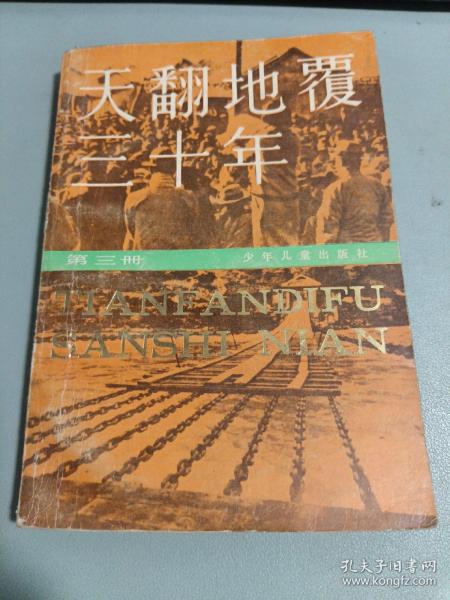 天翻地覆
三十年
第三册
少年儿童出版社
TIANFANDIFU
SANSHI NIAN
孔夫子旧书网
www.kongfz.com